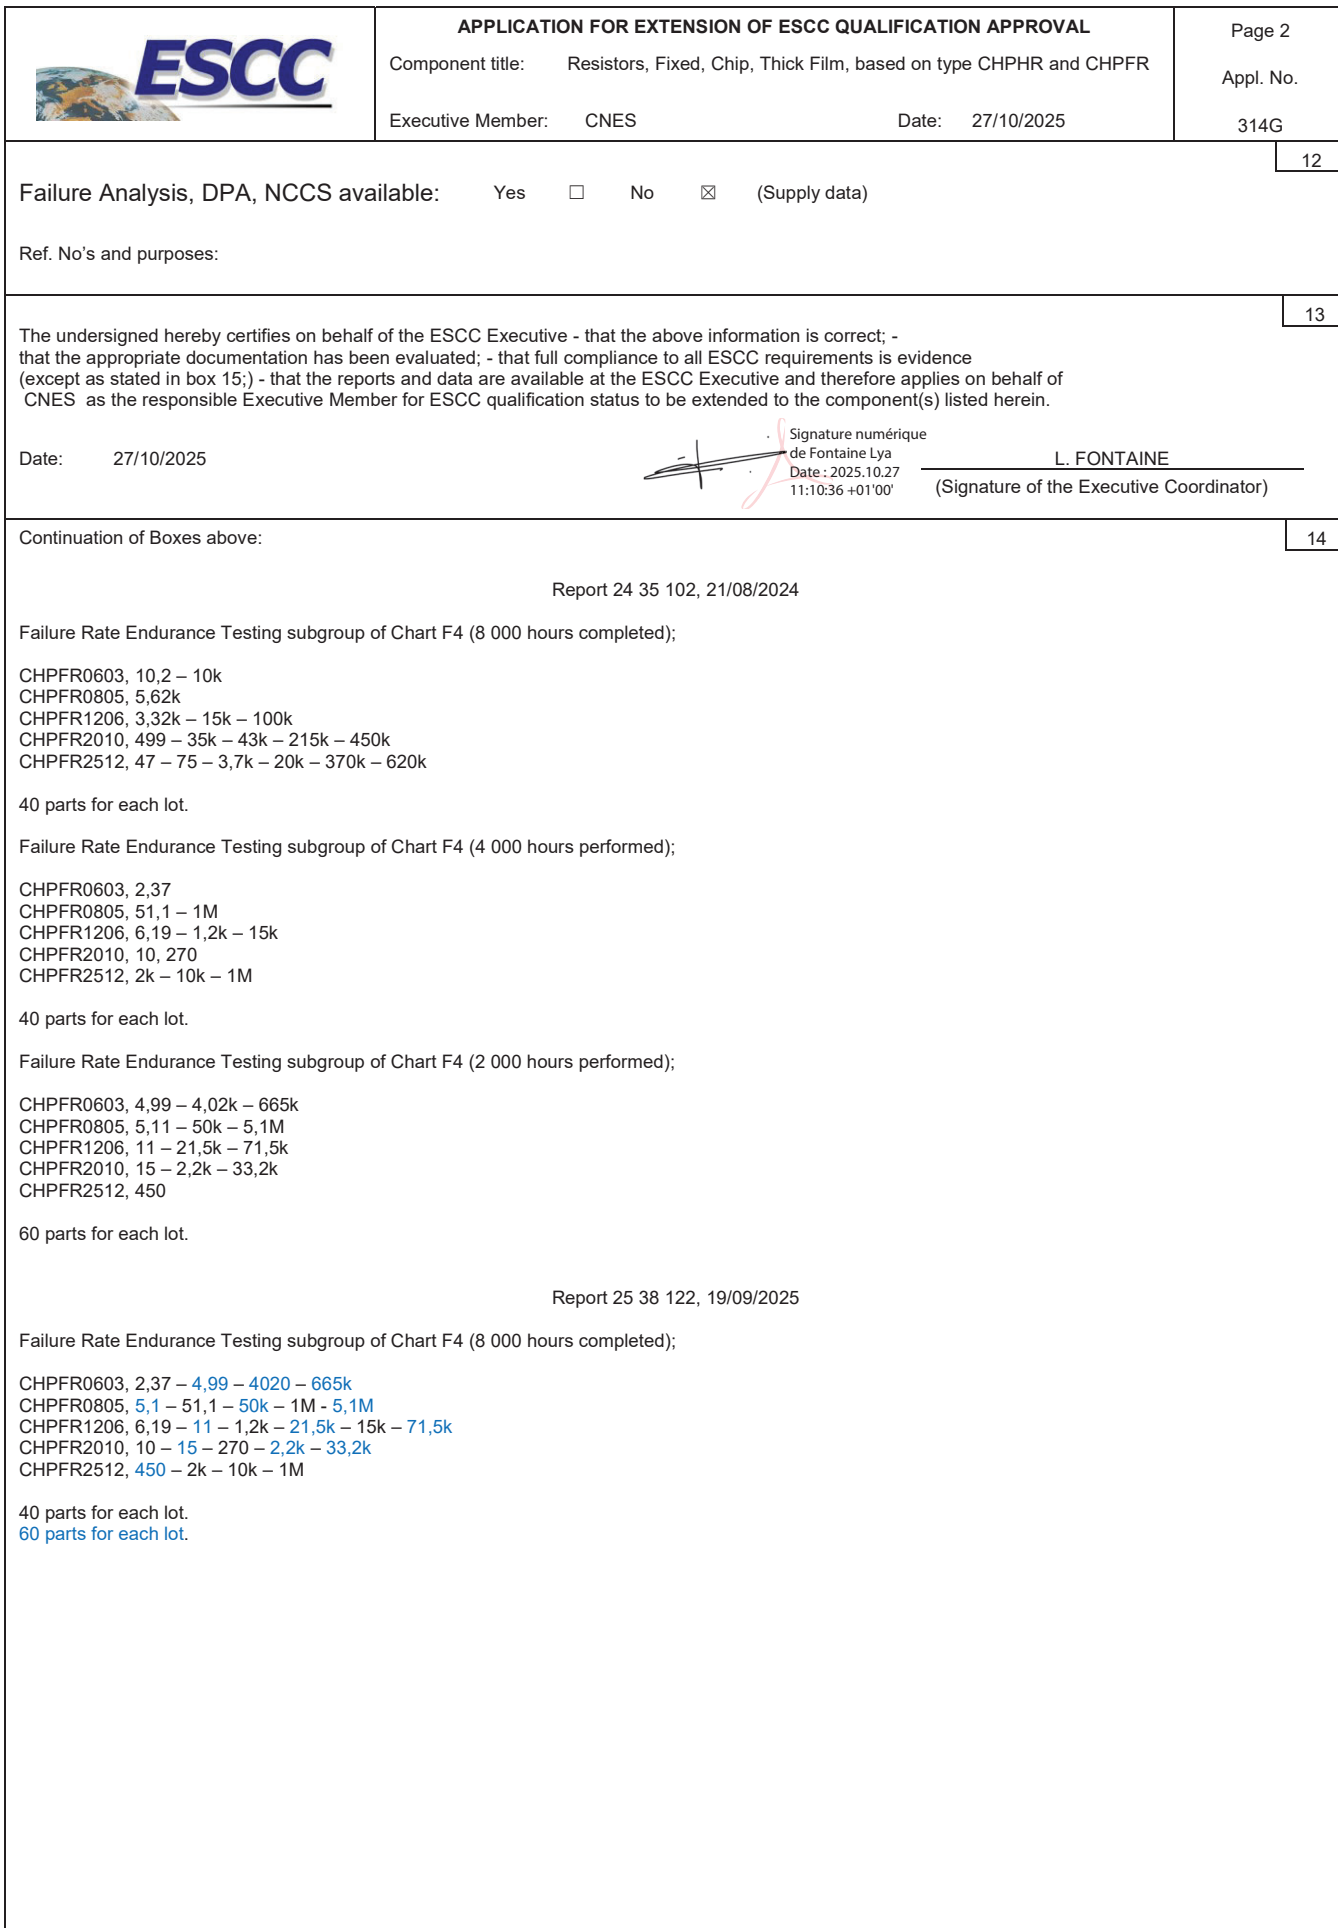 ESCC
APPLICATION FOR EXTENSION OF ESCC QUALIFICATION APPROVAL
Component title: Resistors, Fixed, Chip, Thick Film, based on type CHPHR and CHPFR
Executive Member: CNES Date: 27/10/2025
Page 2
Appl. No.
314G
12
Failure Analysis, DPA, NCCS available: Yes ☐ No ☒ (Supply data)
Ref. No's and purposes:
13
The undersigned hereby certifies on behalf of the ESCC Executive - that the above information is correct; -
that the appropriate documentation has been evaluated; - that full compliance to all ESCC requirements is evidence
(except as stated in box 15;) - that the reports and data are available at the ESCC Executive and therefore applies on behalf of
CNES as the responsible Executive Member for ESCC qualification status to be extended to the component(s) listed herein.
Date: 27/10/2025
Signature numérique
de Fontaine Lya
Date : 2025.10.27
11:10:36 +01'00'
L. FONTAINE
(Signature of the Executive Coordinator)
Continuation of Boxes above:
14
Report 24 35 102, 21/08/2024
Failure Rate Endurance Testing subgroup of Chart F4 (8 000 hours completed);
CHPFR0603, 10,2 – 10k
CHPFR0805, 5,62k
CHPFR1206, 3,32k – 15k – 100k
CHPFR2010, 499 – 35k – 43k – 215k – 450k
CHPFR2512, 47 – 75 – 3,7k – 20k – 370k – 620k
40 parts for each lot.
Failure Rate Endurance Testing subgroup of Chart F4 (4 000 hours performed);
CHPFR0603, 2,37
CHPFR0805, 51,1 – 1M
CHPFR1206, 6,19 – 1,2k – 15k
CHPFR2010, 10, 270
CHPFR2512, 2k – 10k – 1M
40 parts for each lot.
Failure Rate Endurance Testing subgroup of Chart F4 (2 000 hours performed);
CHPFR0603, 4,99 – 4,02k – 665k
CHPFR0805, 5,11 – 50k – 5,1M
CHPFR1206, 11 – 21,5k – 71,5k
CHPFR2010, 15 – 2,2k – 33,2k
CHPFR2512, 450
60 parts for each lot.
Report 25 38 122, 19/09/2025
Failure Rate Endurance Testing subgroup of Chart F4 (8 000 hours completed);
CHPFR0603, 2,37 – 4,99 – 4020 – 665k
CHPFR0805, 5,1 – 51,1 – 50k – 1M - 5,1M
CHPFR1206, 6,19 – 11 – 1,2k – 21,5k – 15k – 71,5k
CHPFR2010, 10 – 15 – 270 – 2,2k – 33,2k
CHPFR2512, 450 – 2k – 10k – 1M
40 parts for each lot.
60 parts for each lot.